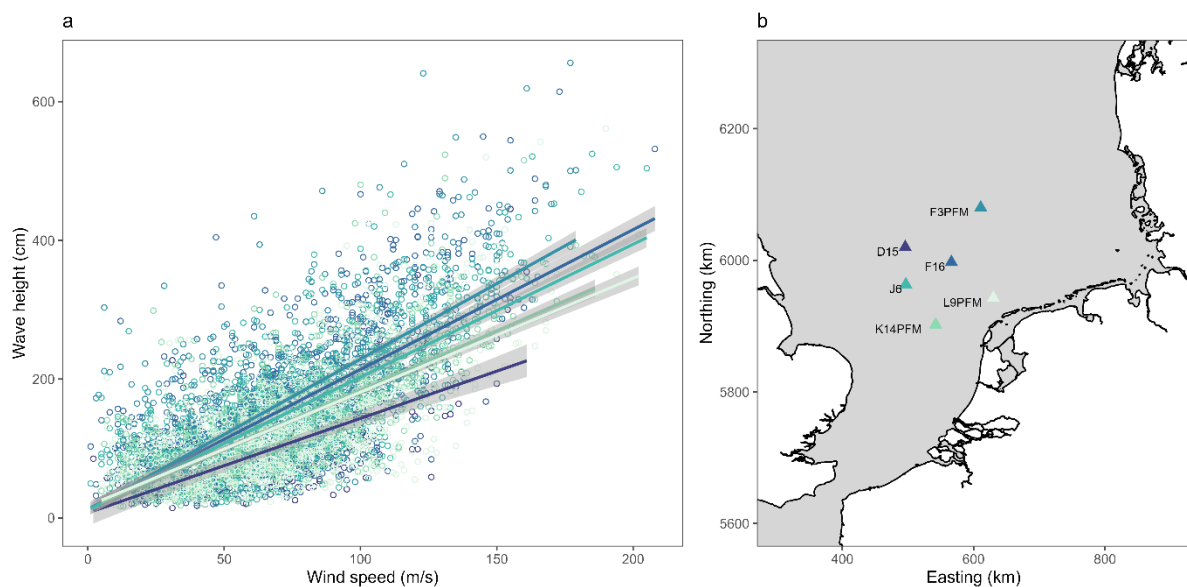 a
Wave height (cm)
600
400
200
0
0 50 100 150 200
Wind speed (m/s)
b
Northing (km)
6200
6000
5800
5600
F3PFM
D15
F16
J6
L9PFM
K14PFM
400 600 800
Easting (km)